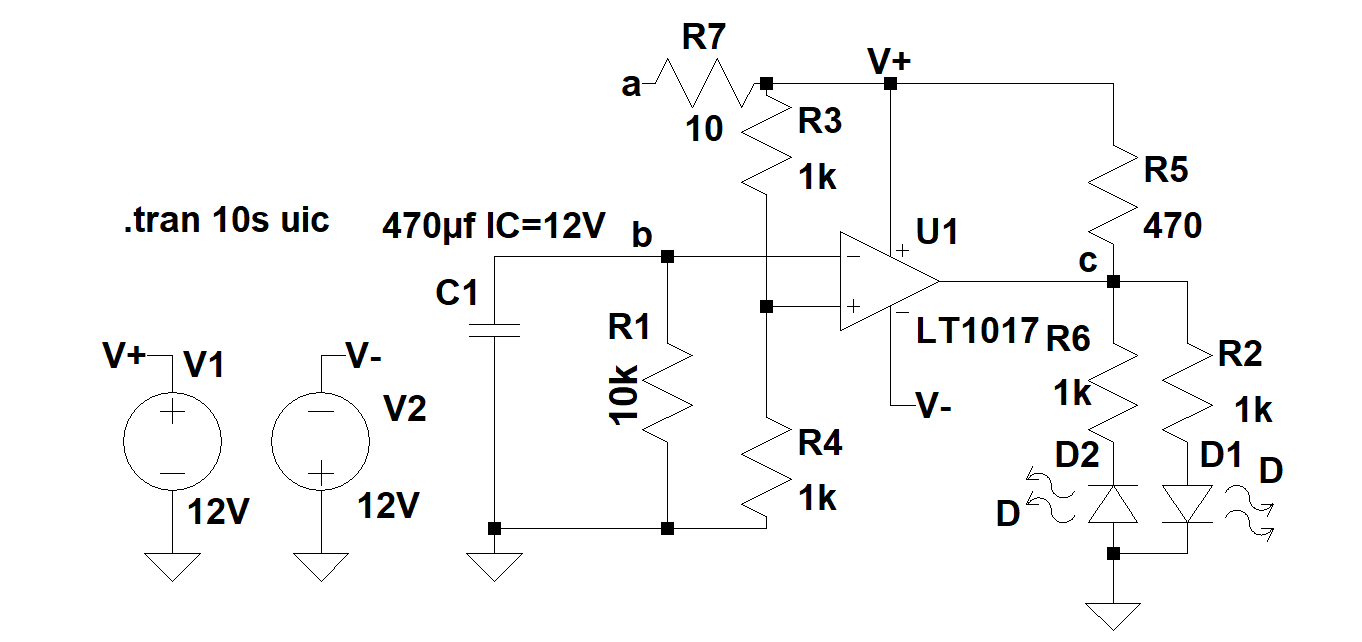 R7
V+
a
10
R3
1k
R5
470
.tran 10s uic
470µf IC=12V
b
U1
c
C1
R1
10k
LT1017
R6
1k
R2
1k
V+
V1
V-
V2
V-
12V
12V
R4
1k
D2
D
D1
D